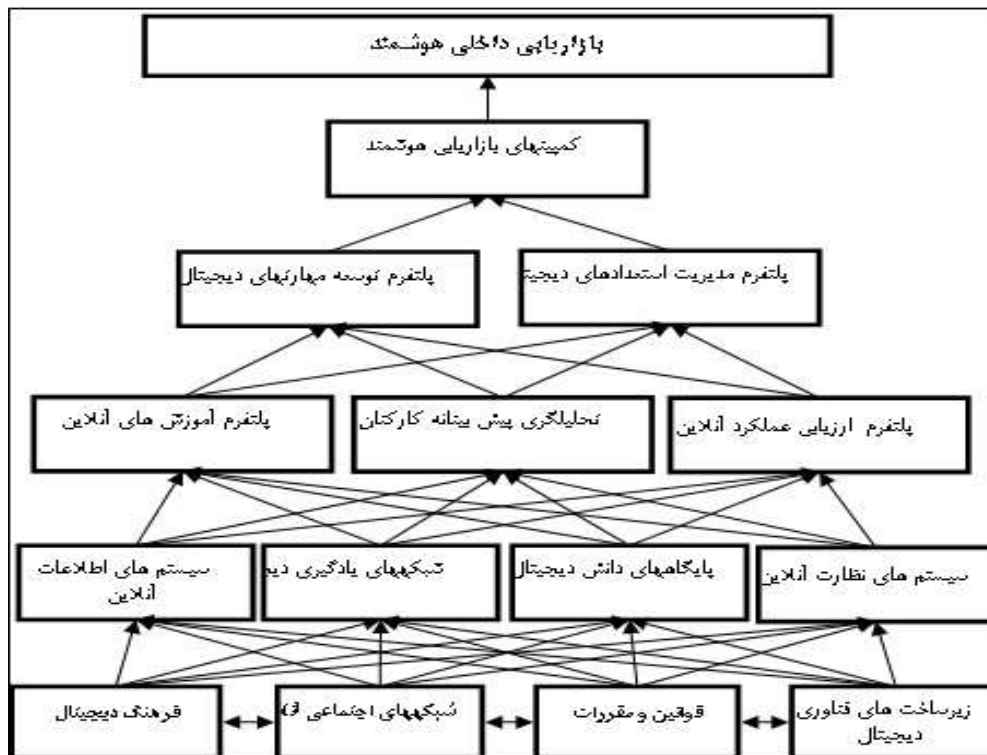 بازاریابی داخلی هوشمند
کمپینهای بازاریابی هوشمند
پلتفرم مدیریت استعدادهای دیجیتا
پلتفرم توسعه مهارتهای دیجیتال
پلتفرم ارزیابی عملکرد آنلاین
تحلیلگری پیش بینانه کارکنان
پلتفرم آموزش های آنلاین
سیستم های نظارت آنلاین
پایگاههای دانش دیجیتال
شبکههای یادگیری دیج
سیستم های اطلاعات
آنلاین
زیرساخت های فناوری
دیجیتال
قوانین و مقررات
شبکههای اجتماعی
فرهنگ دیجیتال